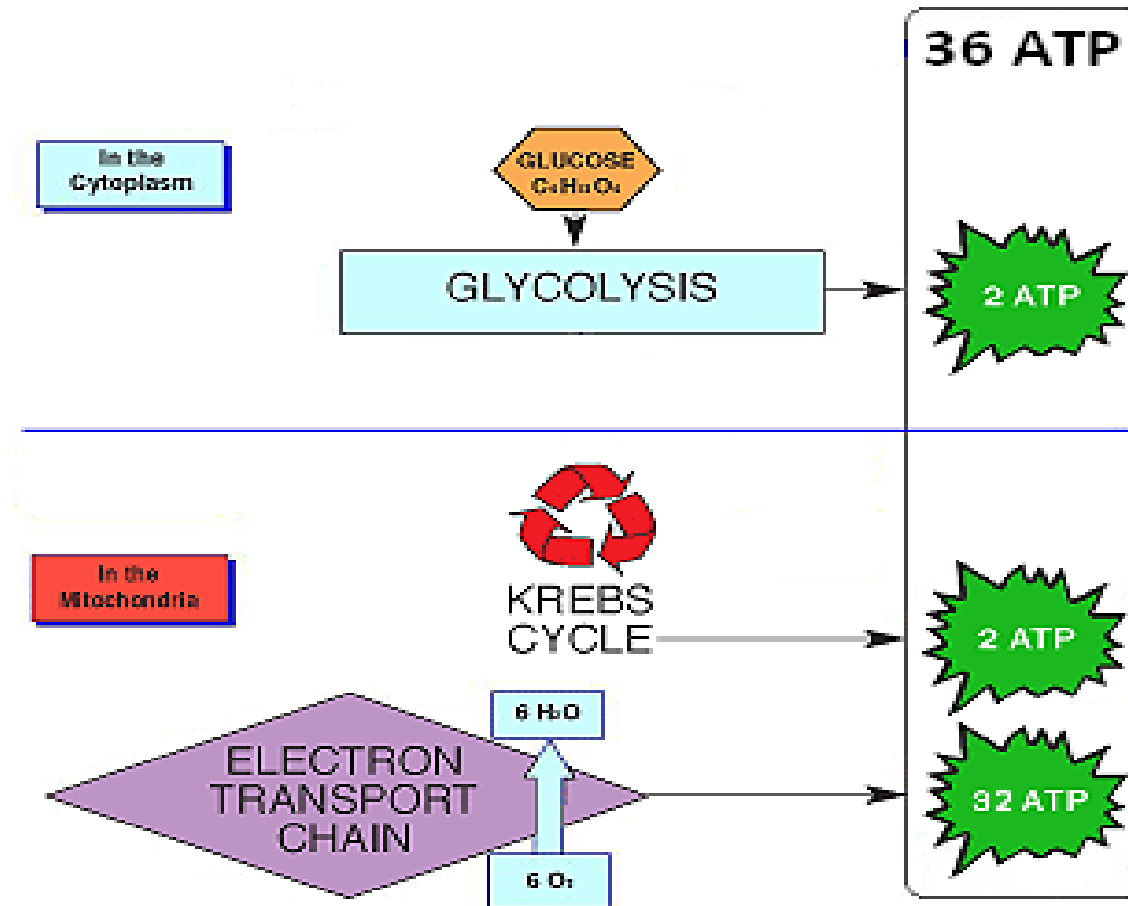 36 ATP
In the
Cytoplasm
GLUCOSE
C₆H₁₂O₆
GLYCOLYSIS
2 ATP
In the
Mitochondria
KREBS
CYCLE
2 ATP
6 H₂O
ELECTRON
TRANSPORT
CHAIN
32 ATP
6 O₂